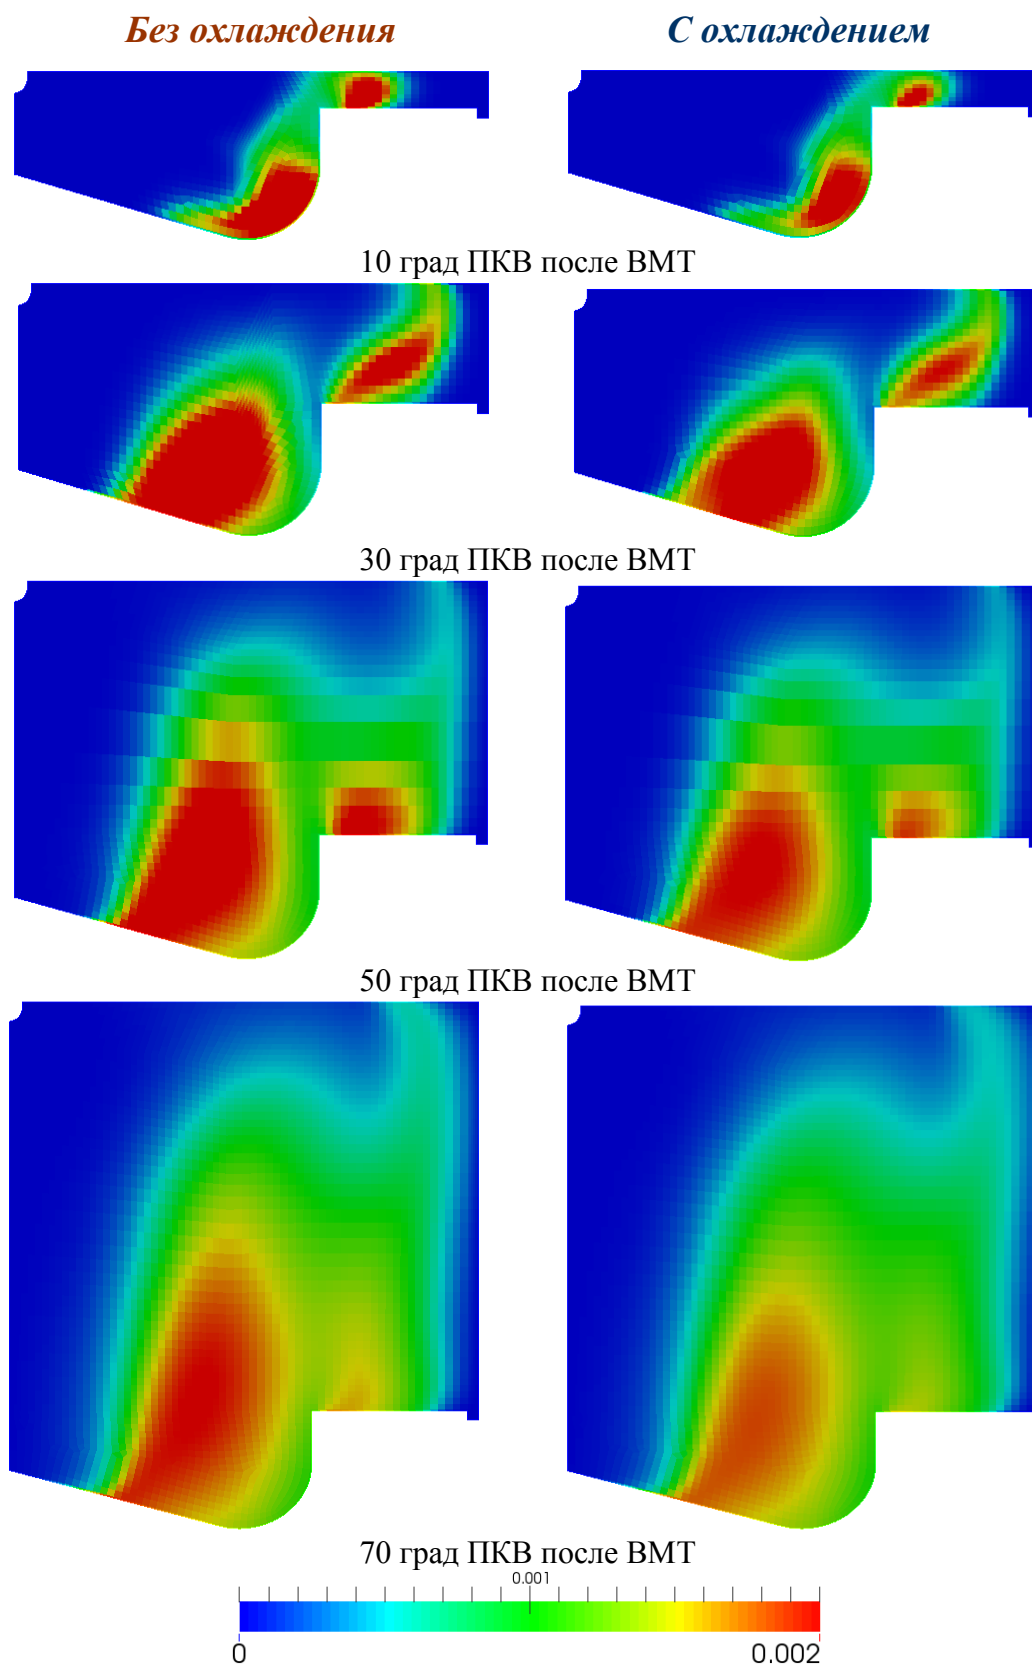 Без охлаждения
С охлаждением
10 град ПКВ после ВМТ
30 град ПКВ после ВМТ
50 град ПКВ после ВМТ
70 град ПКВ после ВМТ
0.001
0
0.002